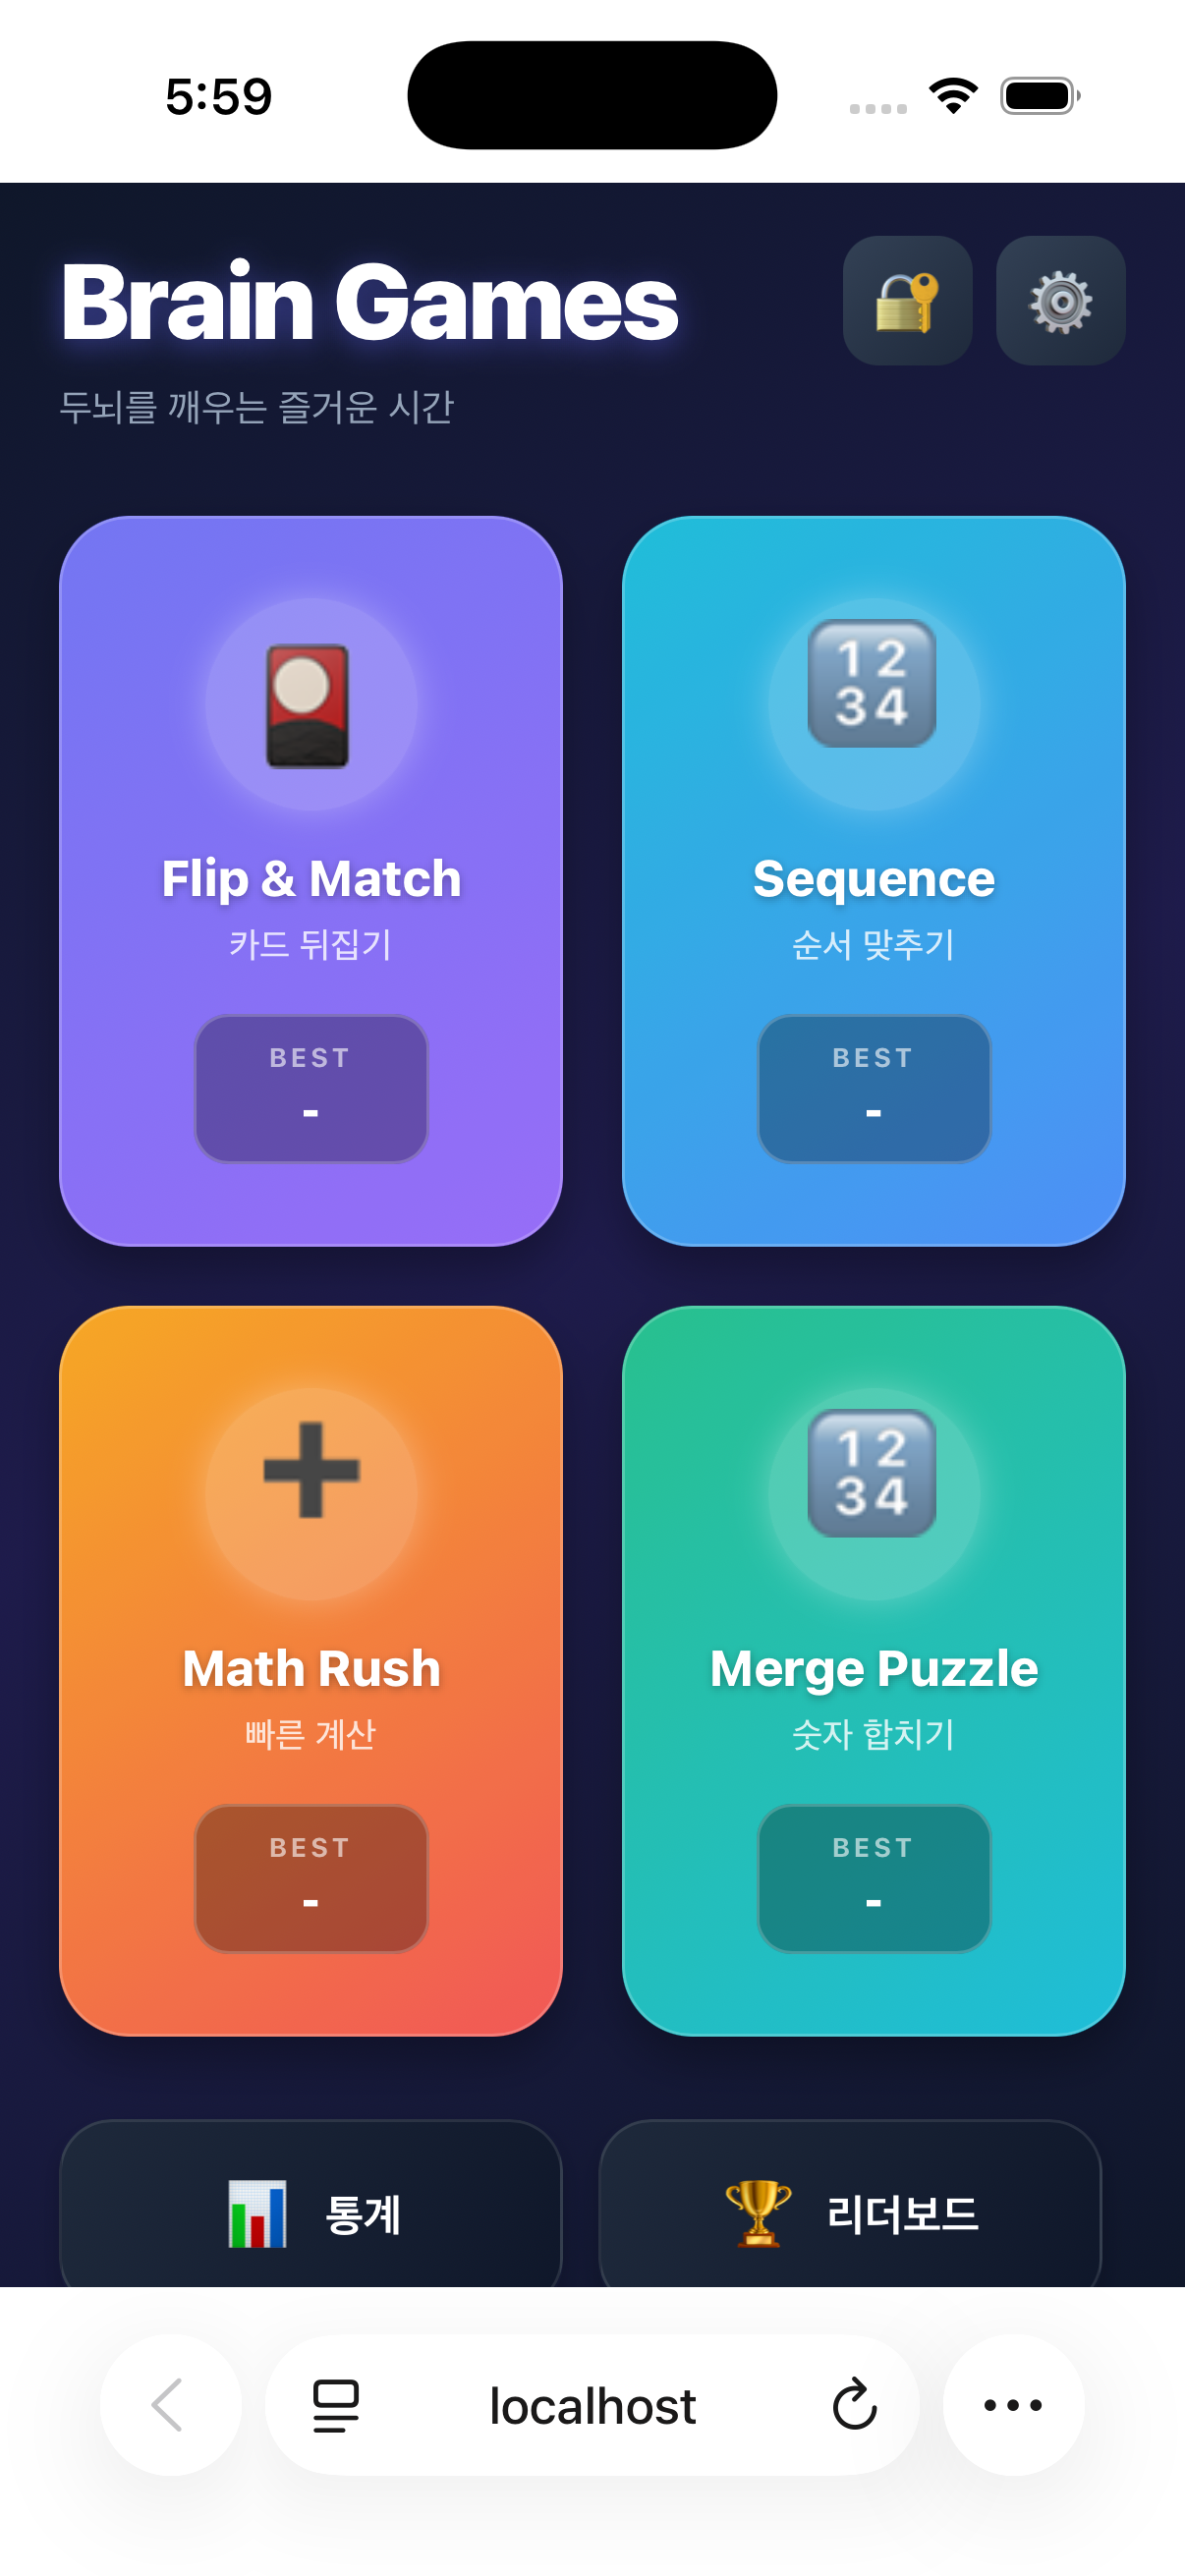 5:59
Brain Games
두뇌를 깨우는 즐거운 시간
1 2
3 4
Flip & Match
Sequence
카드 뒤집기
순서 맞추기
BEST
BEST
-
-
1 2
3 4
Math Rush
Merge Puzzle
빠른 계산
숫자 합치기
BEST
BEST
-
-
통계
리더보드
localhost